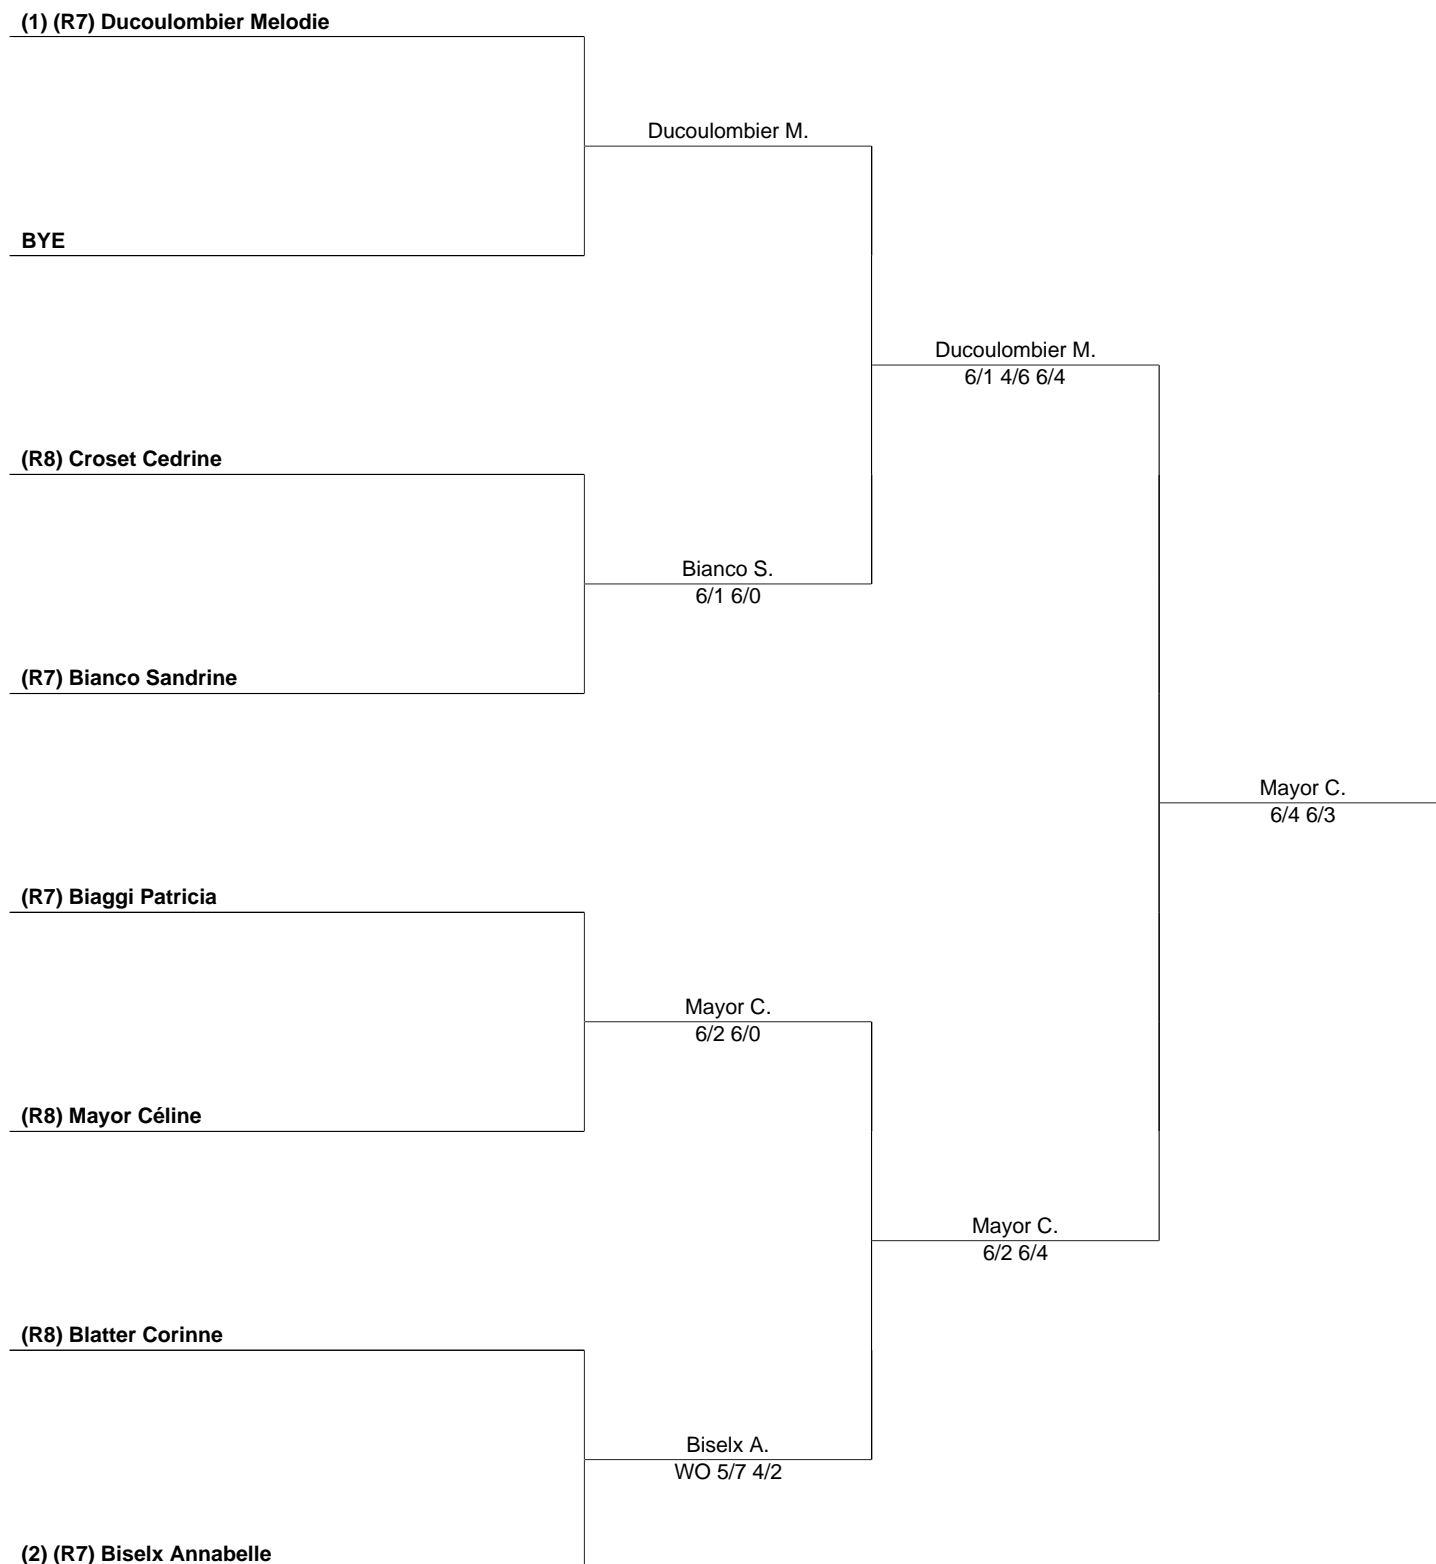 (1) (R7) Ducoulombier Melodie
Ducoulombier M.
BYE
Ducoulombier M.
6/1 4/6 6/4
(R8) Croset Cedrine
Bianco S.
6/1 6/0
(R7) Bianco Sandrine
Mayor C.
6/4 6/3
(R7) Biaggi Patricia
Mayor C.
6/2 6/0
(R8) Mayor Céline
Mayor C.
6/2 6/4
(R8) Blatter Corinne
Biselx A.
WO 5/7 4/2
(2) (R7) Biselx Annabelle